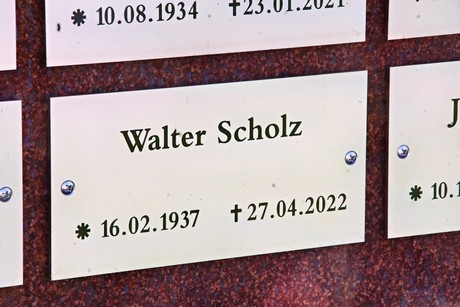 * 10.08.1934 †23.01.2021
Walter Scholz
* 16.02.1937 †27.04.2022